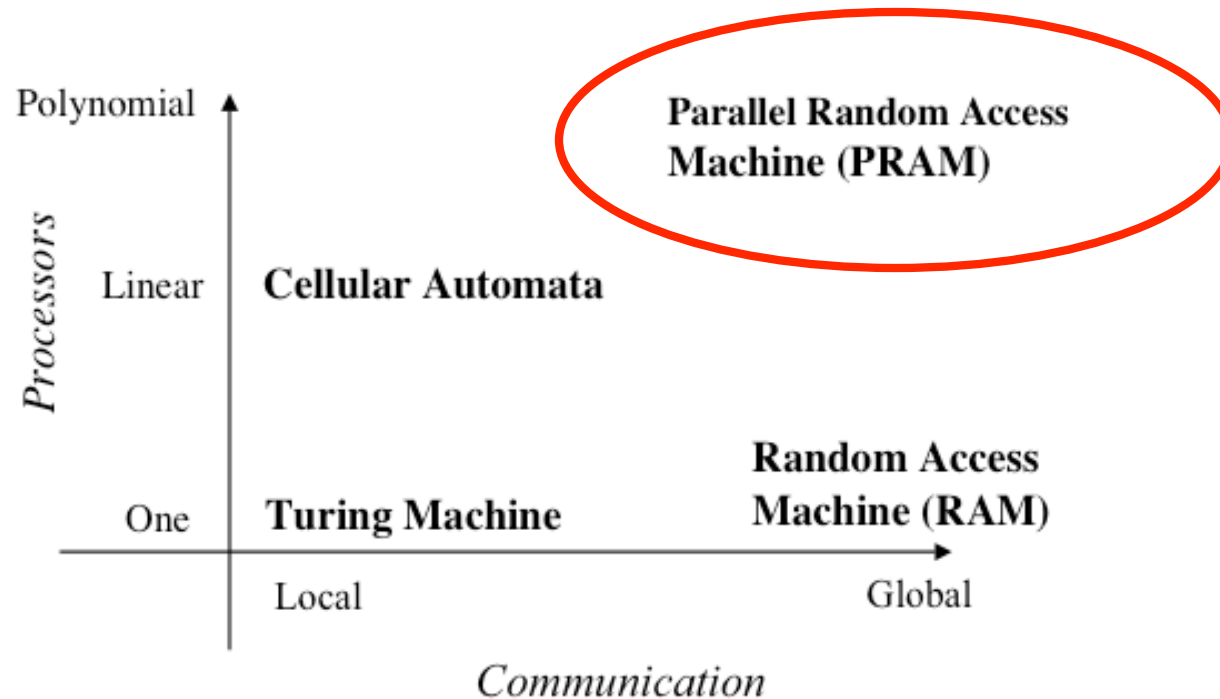 Polynomial
Parallel Random Access
Machine (PRAM)
Processors
Linear
Cellular Automata
Random Access
Machine (RAM)
One
Turing Machine
Local
Global
Communication